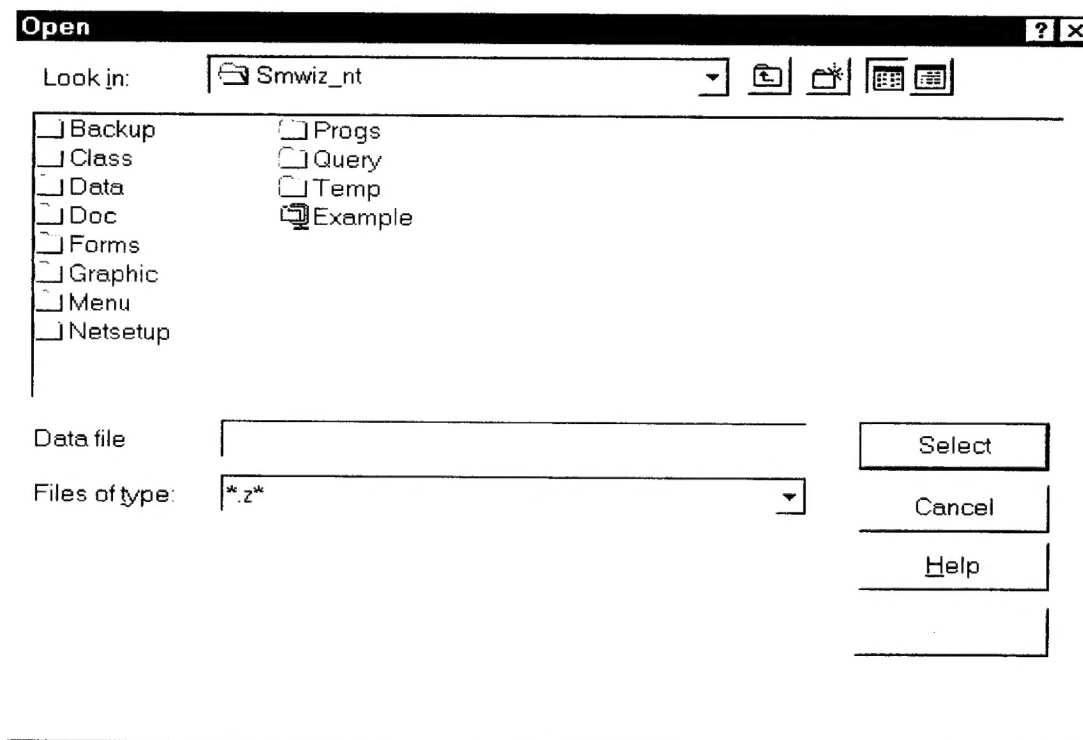 Open
Look in: Smwiz_nt
Backup
Class
Data
Doc
Forms
Graphic
Menu
Netsetup
Progs
Query
Temp
Example
Data file
Files of type: *.z*
Select
Cancel
Help